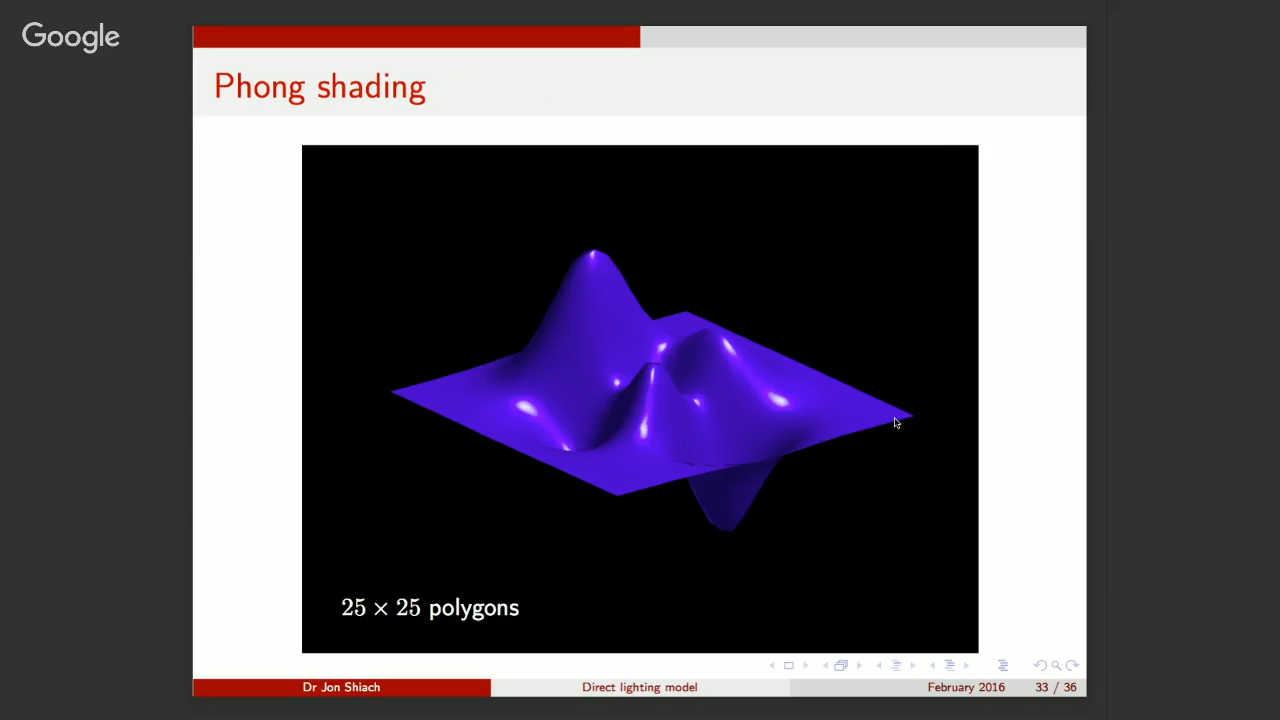 Google
Phong shading
25 × 25 polygons
Dr Jon Shiach
Direct lighting model
February 2016
33 / 36